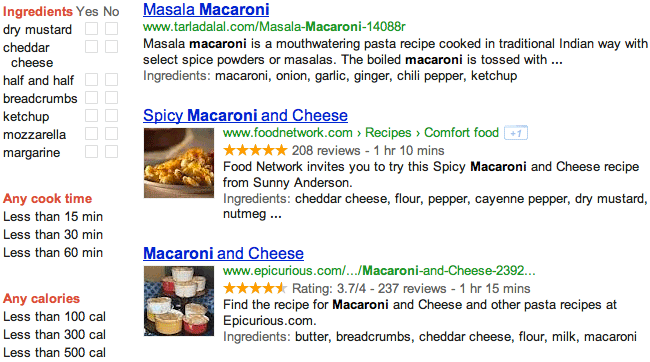 Ingredients Yes No
dry mustard
cheddar
cheese
half and half
breadcrumbs
ketchup
mozzarella
margarine
Any cook time
Less than 15 min
Less than 30 min
Less than 60 min
Any calories
Less than 100 cal
Less than 300 cal
Less than 500 cal
Masala Macaroni
www.tarladalal.com/Masala-Macaroni-14088r
Masala macaroni is a mouthwatering pasta recipe cooked in traditional Indian way with
select spice powders or masalas. The boiled macaroni is tossed with ...
Ingredients: macaroni, onion, garlic, ginger, chili pepper, ketchup
Spicy Macaroni and Cheese
www.foodnetwork.com › Recipes › Comfort food +1
208 reviews - 1 hr 10 mins
Food Network invites you to try this Spicy Macaroni and Cheese recipe
from Sunny Anderson.
Ingredients: cheddar cheese, flour, pepper, cayenne pepper, dry mustard,
nutmeg ...
Macaroni and Cheese
www.epicurious.com/.../Macaroni-and-Cheese-2392...
Rating: 3.7/4 - 237 reviews - 1 hr 15 mins
Find the recipe for Macaroni and Cheese and other pasta recipes at
Epicurious.com.
Ingredients: butter, breadcrumbs, cheddar cheese, flour, milk, macaroni